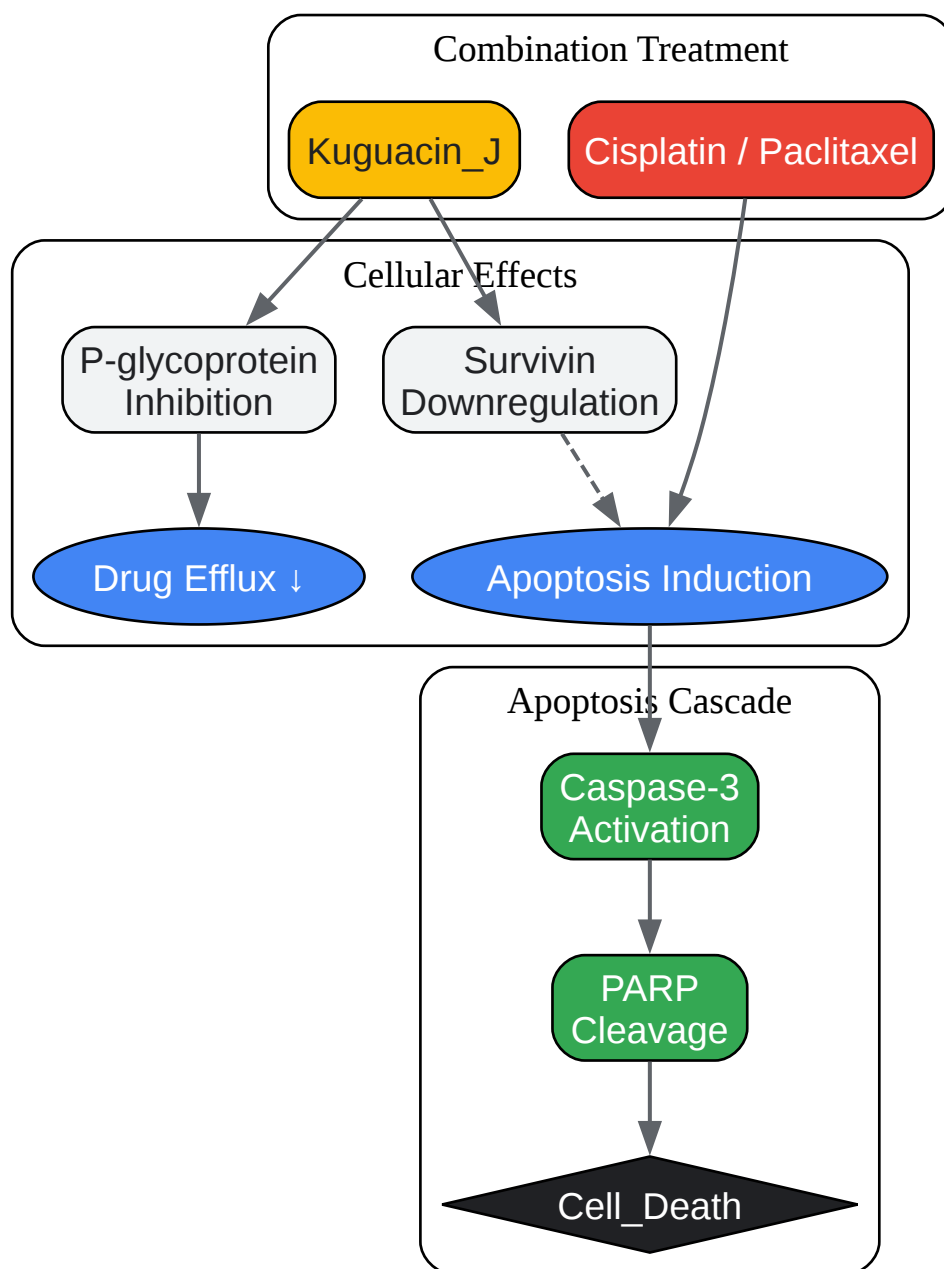 Combination Treatment
Kuguacin_J
Cisplatin / Paclitaxel
Cellular Effects
P-glycoprotein
Inhibition
Survivin
Downregulation
Drug Efflux ↓
Apoptosis Induction
Apoptosis Cascade
Caspase-3
Activation
PARP
Cleavage
Cell_Death